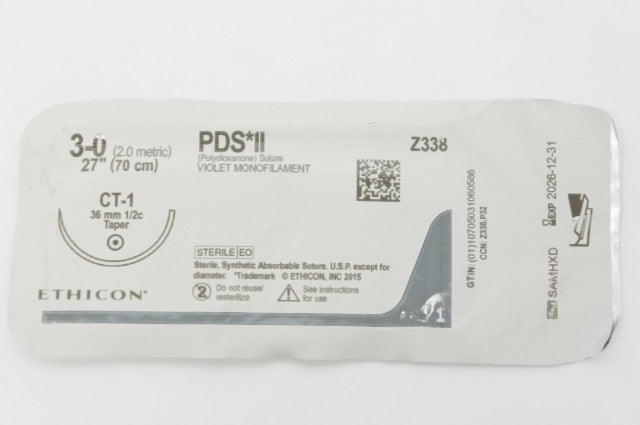 3-0 (2.0 metric)
27" (70 cm)
CT-1
36 mm 1/2c
Taper
ETHICON*
PDS*II
(Polydioxanone) Suture
VIOLET MONOFILAMENT
Z338
STERILE EO
Sterile, Synthetic Absorbable Suture. U.S.P. except for
diameter. *Trademark © ETHICON, INC 2015
2 Do not reuse/
resterilize
See instructions
for use
1
GTIN: (01)10705031060586
CCN: Z338.P32
EXP 2026-12-31
LOT SAMHXD